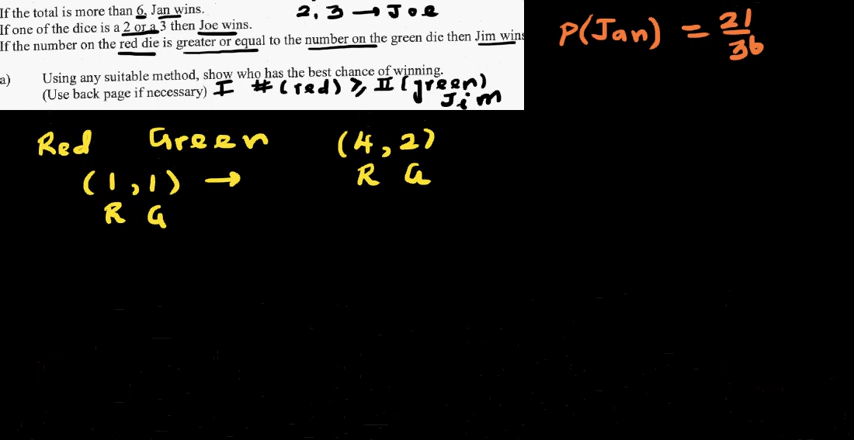 If the total is more than 6, Jan wins.
If one of the dice is a 2 or a 3 then Joe wins.
If the number on the red die is greater or equal to the number on the green die then Jim wins
2, 3 → Joe
a) Using any suitable method, show who has the best chance of winning.
(Use back page if necessary) I #(red) ≥ II (green)
Jim
P(Jan) = 21/36
Red Green (4, 2)
(1, 1) → R G
R G